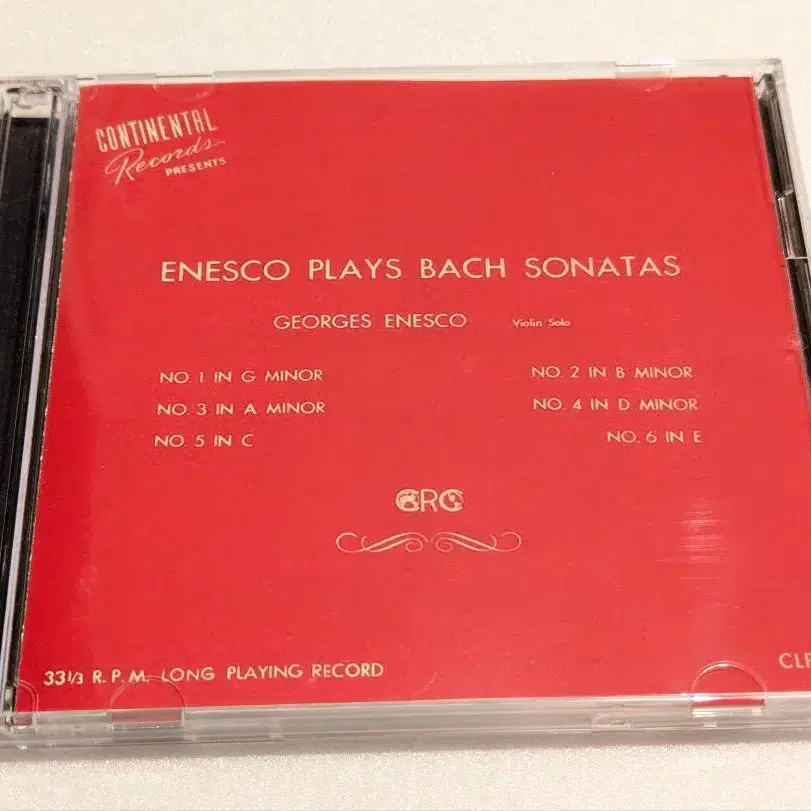 CONTINENTAL
Records
PRESENTS
ENESCO PLAYS BACH SONATAS
GEORGES ENESCO Violin Solo
NO. 1 IN G MINOR NO. 2 IN B MINOR
NO. 3 IN A MINOR NO. 4 IN D MINOR
NO. 5 IN C NO. 6 IN E
CRC
33 1/3 R.P.M. LONG PLAYING RECORD